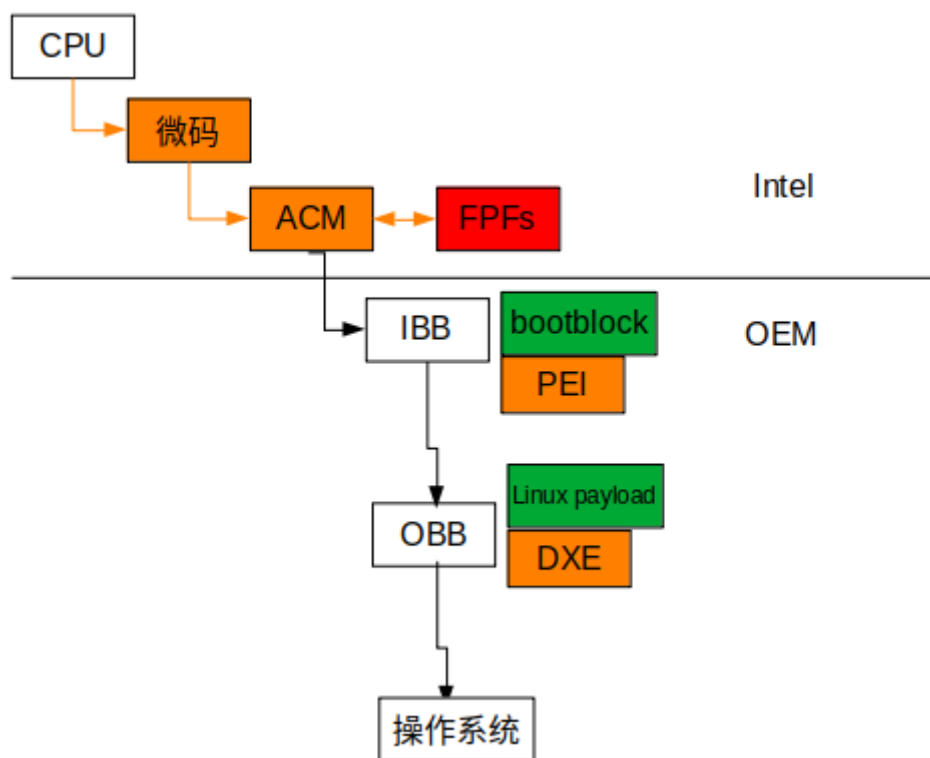 CPU
微码
Intel
ACM
FPFs
IBB
bootblock
OEM
PEI
Linux payload
OBB
DXE
操作系统